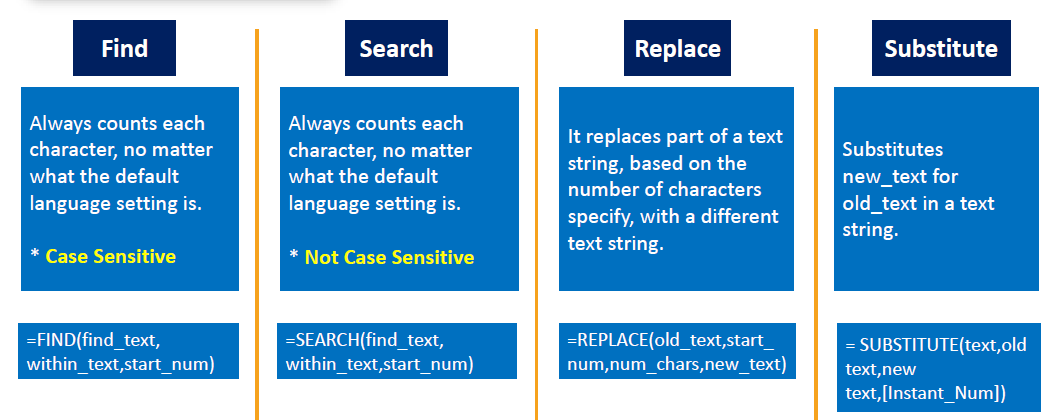 Find
Always counts each
character, no matter
what the default
language setting is.
* Case Sensitive
=FIND(find_text,
within_text,start_num)
Search
Always counts each
character, no matter
what the default
language setting is.
* Not Case Sensitive
=SEARCH(find_text,
within_text,start_num)
Replace
It replaces part of a text
string, based on the
number of characters
specify, with a different
text string.
=REPLACE(old_text,start_
num,num_chars,new_text)
Substitute
Substitutes
new_text for
old_text in a text
string.
= SUBSTITUTE(text,old
text,new
text,[Instant_Num])